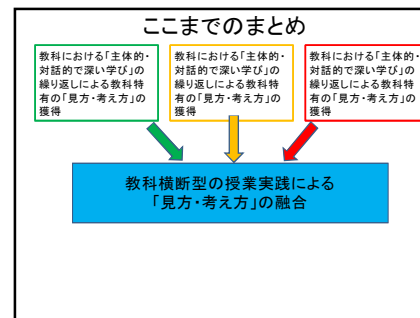 ここまでのまとめ
教科における「主体的・
対話的で深い学び」の
繰り返しによる教科特
有の「見方・考え方」の
獲得
教科における「主体的・
対話的で深い学び」の
繰り返しによる教科特
有の「見方・考え方」の
獲得
教科における「主体的・
対話的で深い学び」の
繰り返しによる教科特
有の「見方・考え方」の
獲得
教科横断型の授業実践による
「見方・考え方」の融合